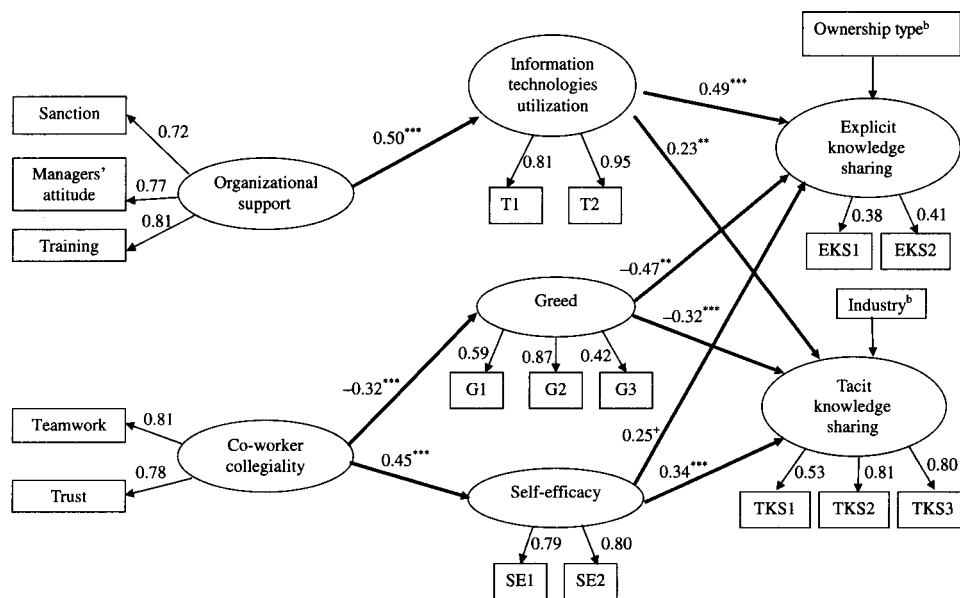 Ownership type^b
Information
technologies
utilization
0.49***
Sanction
0.72
0.50***
0.23**
Explicit
knowledge
sharing
Managers'
attitude
0.77
Organizational
support
0.81
0.95
T1
T2
0.81
Training
0.38
0.41
EKS1
EKS2
–0.47**
Greed
–0.32***
Industry^b
0.59
0.87
0.42
G1
G2
G3
–0.32***
Tacit
knowledge
sharing
Teamwork
0.81
Co-worker
collegiality
0.25+
Trust
0.78
0.45***
0.34***
Self-efficacy
0.53
0.81
0.80
TKS1
TKS2
TKS3
0.79
0.80
SE1
SE2